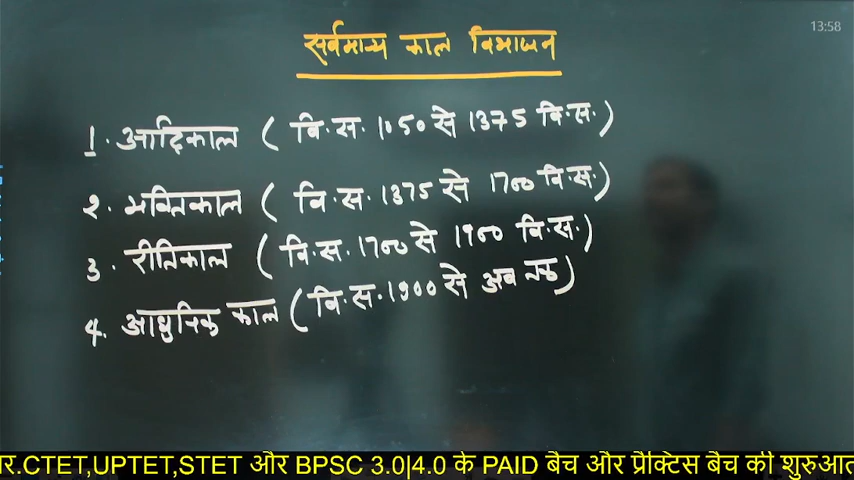 13:58
सर्वमान्य काल विभाजन
1. आदिकाल ( वि.स. 1050 से 1375 वि.स.)
२. भक्तिकाल ( वि.स. 1375 से 1700 वि.स.)
3. रीतिकाल ( वि.स. 1700 से 1900 वि.स.)
4. आधुनिक काल ( वि.स. 1900 से अब तक)
र.CTET,UPTET,STET और BPSC 3.0|4.0 के PAID बैच और प्रैक्टिस बैच की शुरुआत